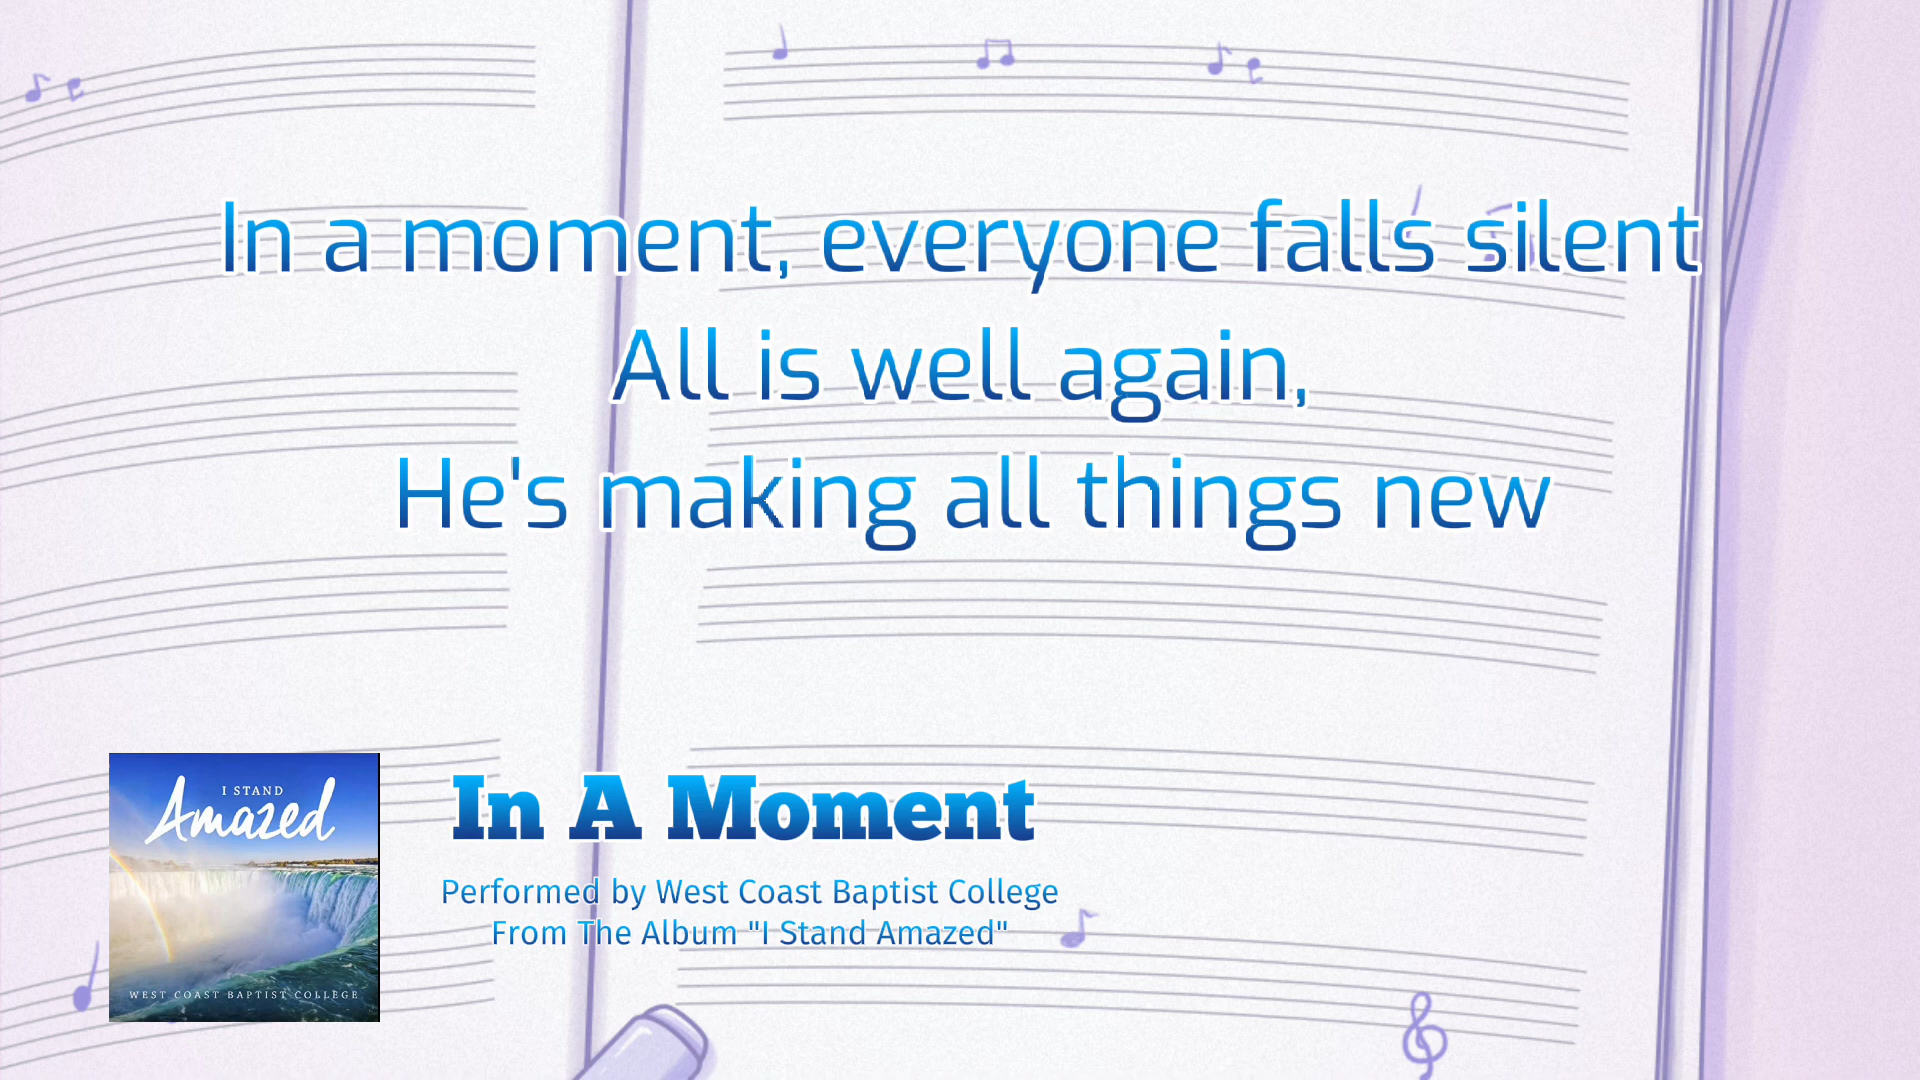 In a moment, everyone falls silent
All is well again,
He's making all things new
I STAND
Amazed
WEST COAST BAPTIST COLLEGE
In A Moment
Performed by West Coast Baptist College
From The Album "I Stand Amazed"